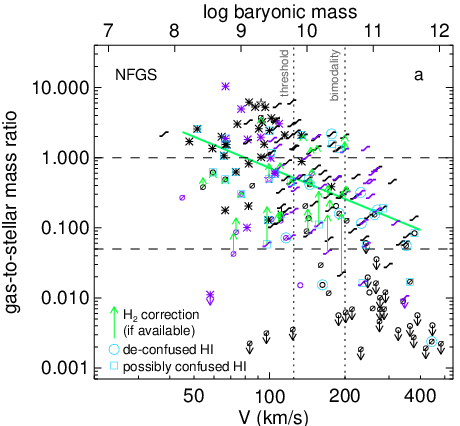 log baryonic mass
7 8 9 10 11 12
NFGS
threshold
bimodality
a
10.000
1.000
0.100
0.010
0.001
gas-to-stellar mass ratio
H₂ correction
(if available)
de-confused HI
possibly confused HI
50 100 200 400
V (km/s)